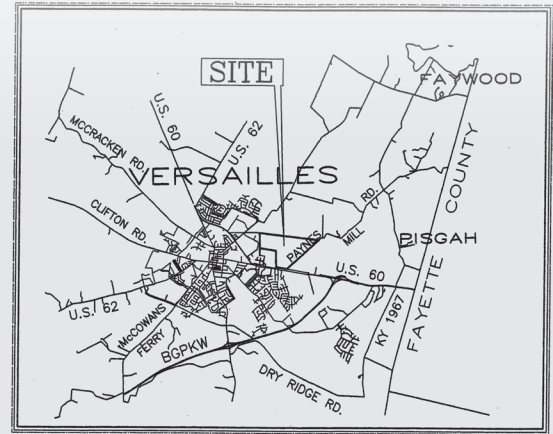 SITE
FAYWOOD
U.S. 60
U.S. 62
MCCRACKEN RD.
VERSAILLES
FAYETTE COUNTY
CLIFTON RD.
PAYNES MILL RD.
PISGAH
U.S. 60
U.S. 62
McCOWANS FERRY
BGPKW
KY 1967
DRY RIDGE RD.